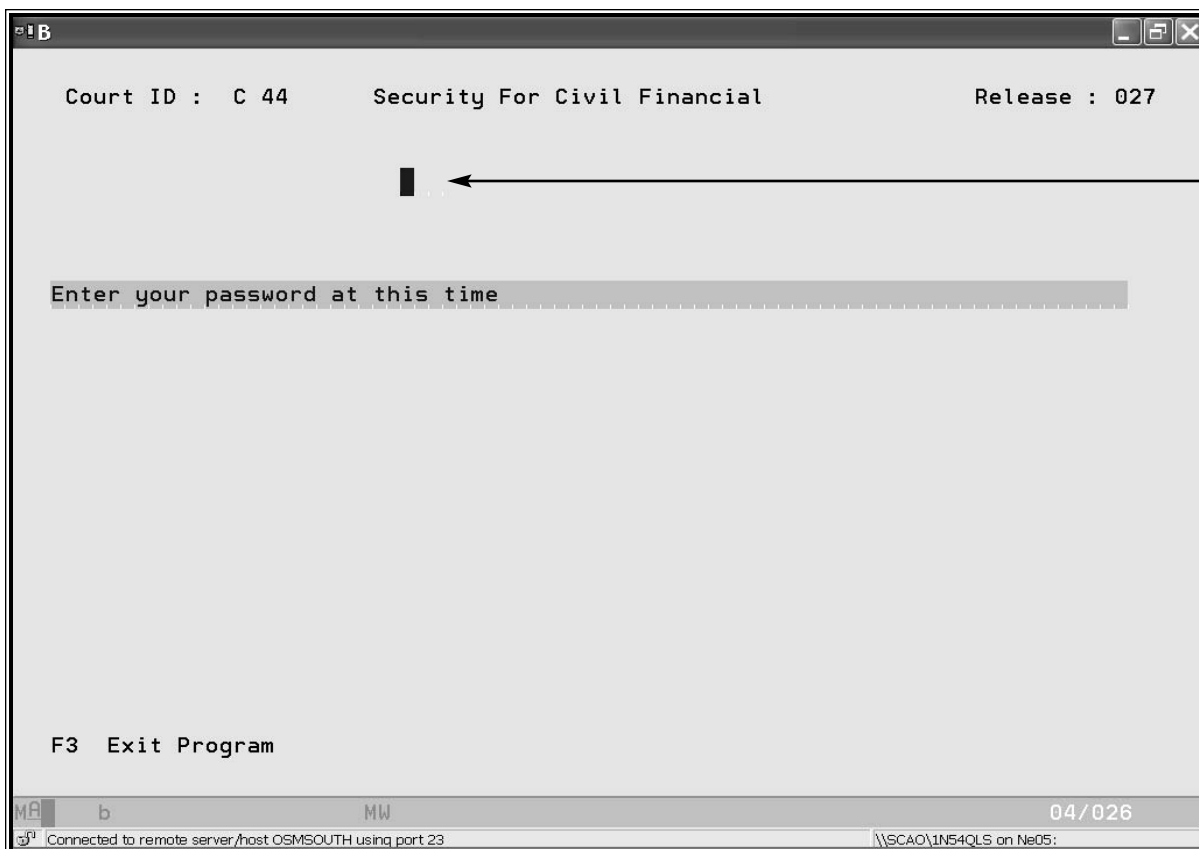 B
Court ID : C 44 Security For Civil Financial Release : 027
Enter your password at this time
F3 Exit Program
MA b MW 04/026
Connected to remote server/host OSMSOUTH using port 23 \\SCAO\1N54QLS on Ne05: